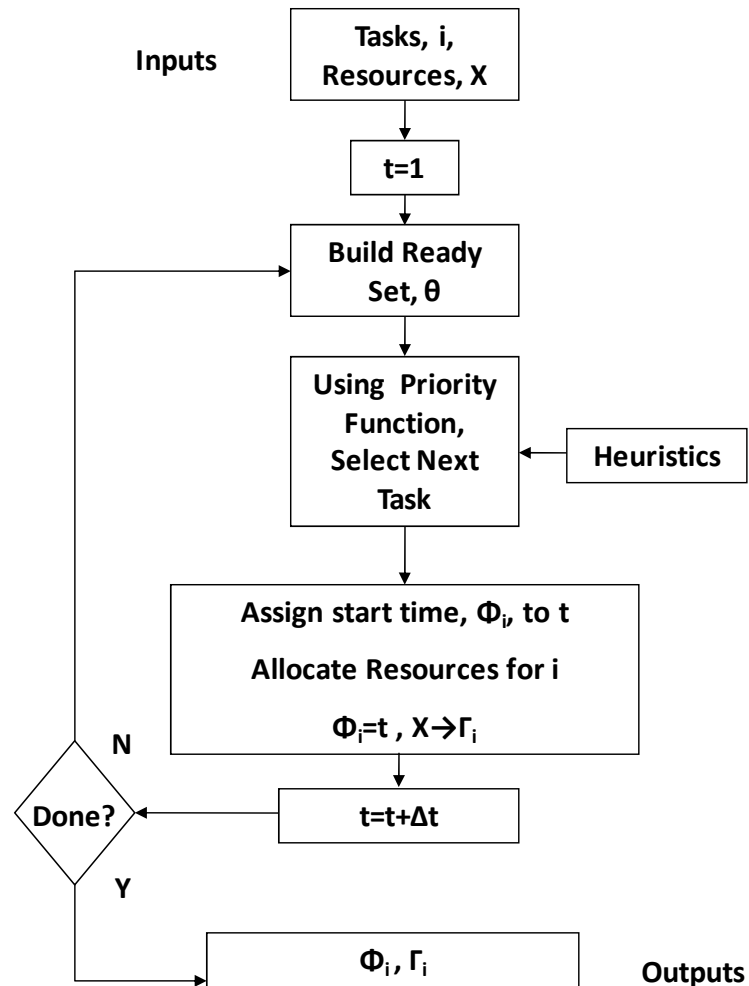 Inputs
Tasks, i,
Resources, X
t=1
Build Ready
Set, θ
Using Priority
Function,
Select Next
Task
Heuristics
Assign start time, Φᵢ, to t
Allocate Resources for i
Φᵢ=t , X→Γᵢ
N
t=t+Δt
Done?
Y
Φᵢ, Γᵢ
Outputs